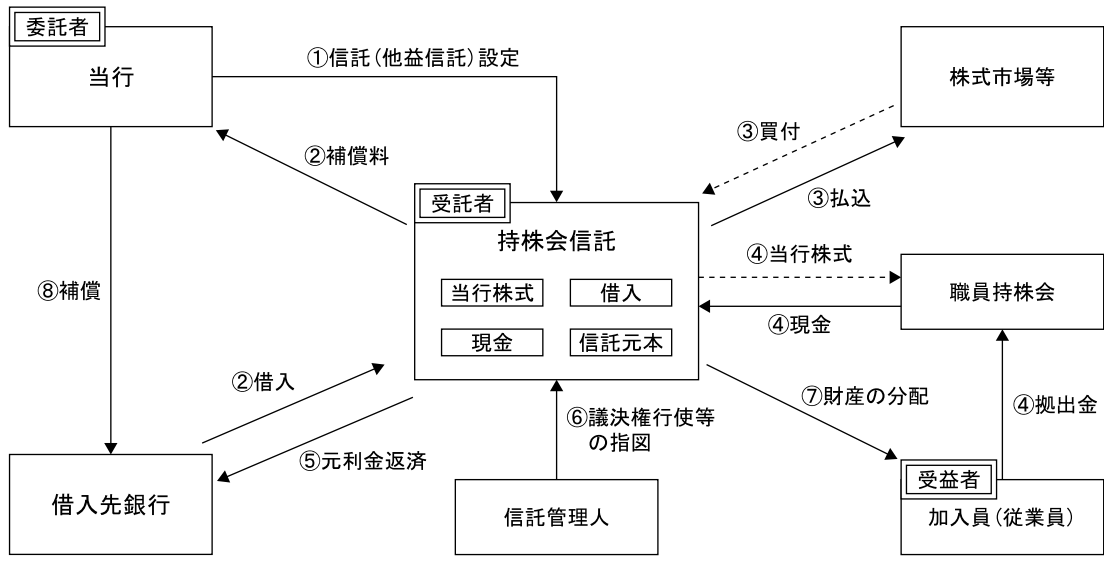 委託者
当行
①信託(他益信託)設定
株式市場等
③買付
②補償料
③払込
受託者
持株会信託
④当行株式
当行株式
借入
職員持株会
⑧補償
④現金
現金
信託元本
②借入
⑦財産の分配
④拠出金
⑥議決権行使等
の指図
⑤元利金返済
受益者
借入先銀行
信託管理人
加入員(従業員)